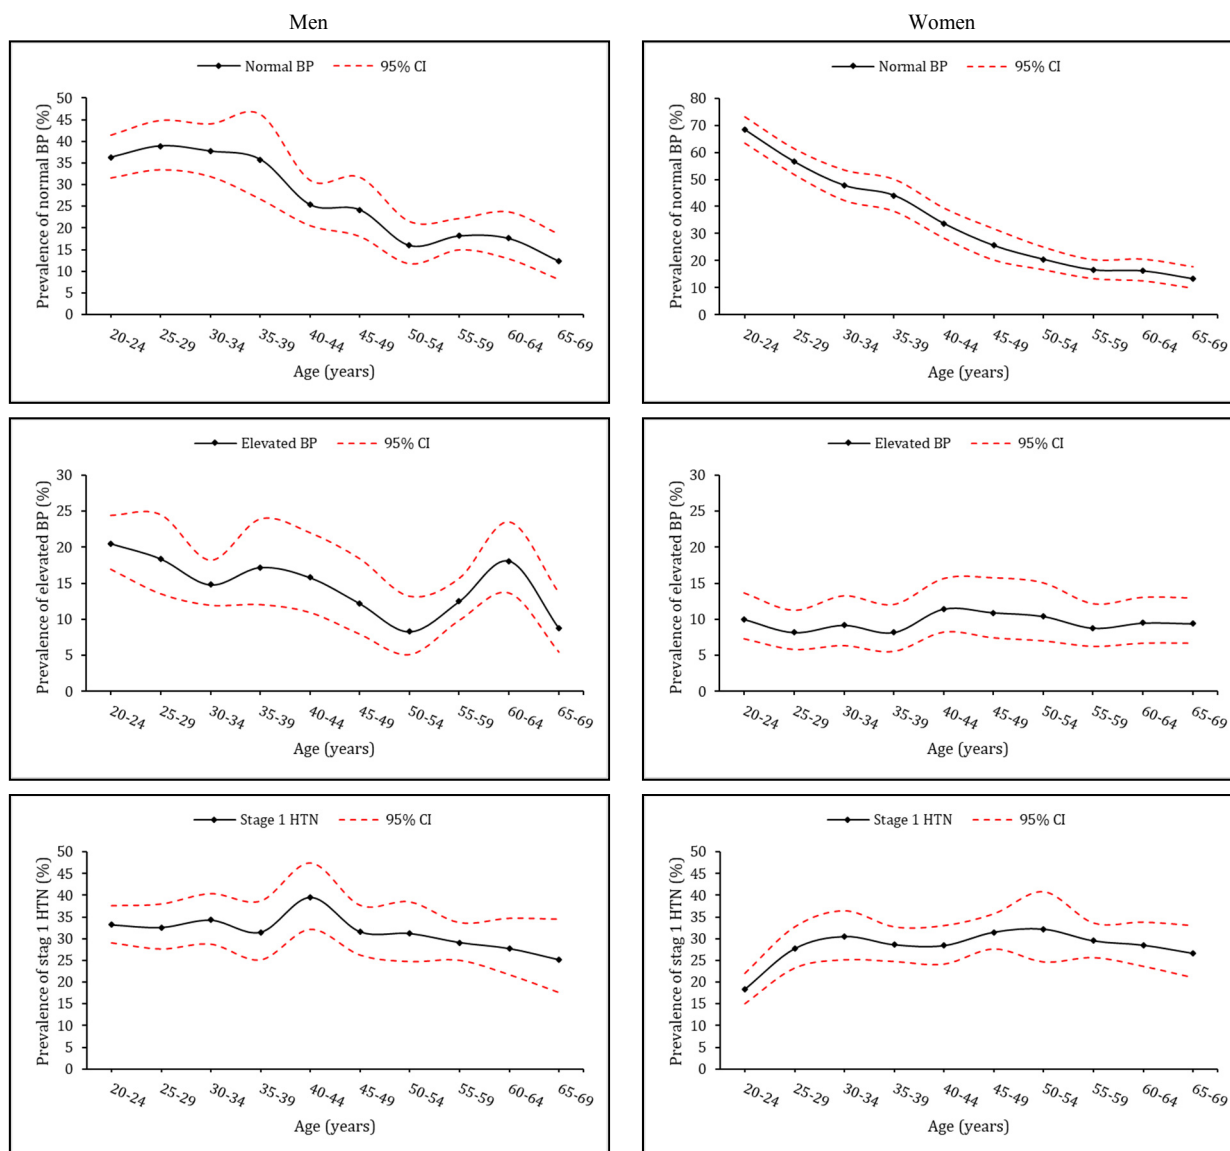 Men
Women
Normal BP 95% CI
Prevalence of normal BP (%)
50
45
40
35
30
25
20
15
10
5
0
20-24 25-29 30-34 35-39 40-44 45-49 50-54 55-59 60-64 65-69
Age (years)
Normal BP 95% CI
Prevalence of normal BP (%)
80
70
60
50
40
30
20
10
0
20-24 25-29 30-34 35-39 40-44 45-49 50-54 55-59 60-64 65-69
Age (years)
Elevated BP 95% CI
Prevalence of elevated BP (%)
30
25
20
15
10
5
0
20-24 25-29 30-34 35-39 40-44 45-49 50-54 55-59 60-64 65-69
Age (years)
Elevated BP 95% CI
Prevalence of elevated BP (%)
30
25
20
15
10
5
0
20-24 25-29 30-34 35-39 40-44 45-49 50-54 55-59 60-64 65-69
Age (years)
Stage 1 HTN 95% CI
Prevalence of stag 1 HTN (%)
50
45
40
35
30
25
20
15
10
5
0
20-24 25-29 30-34 35-39 40-44 45-49 50-54 55-59 60-64 65-69
Age (years)
Stage 1 HTN 95% CI
Prevalence of stag 1 HTN (%)
50
45
40
35
30
25
20
15
10
5
0
20-24 25-29 30-34 35-39 40-44 45-49 50-54 55-59 60-64 65-69
Age (years)